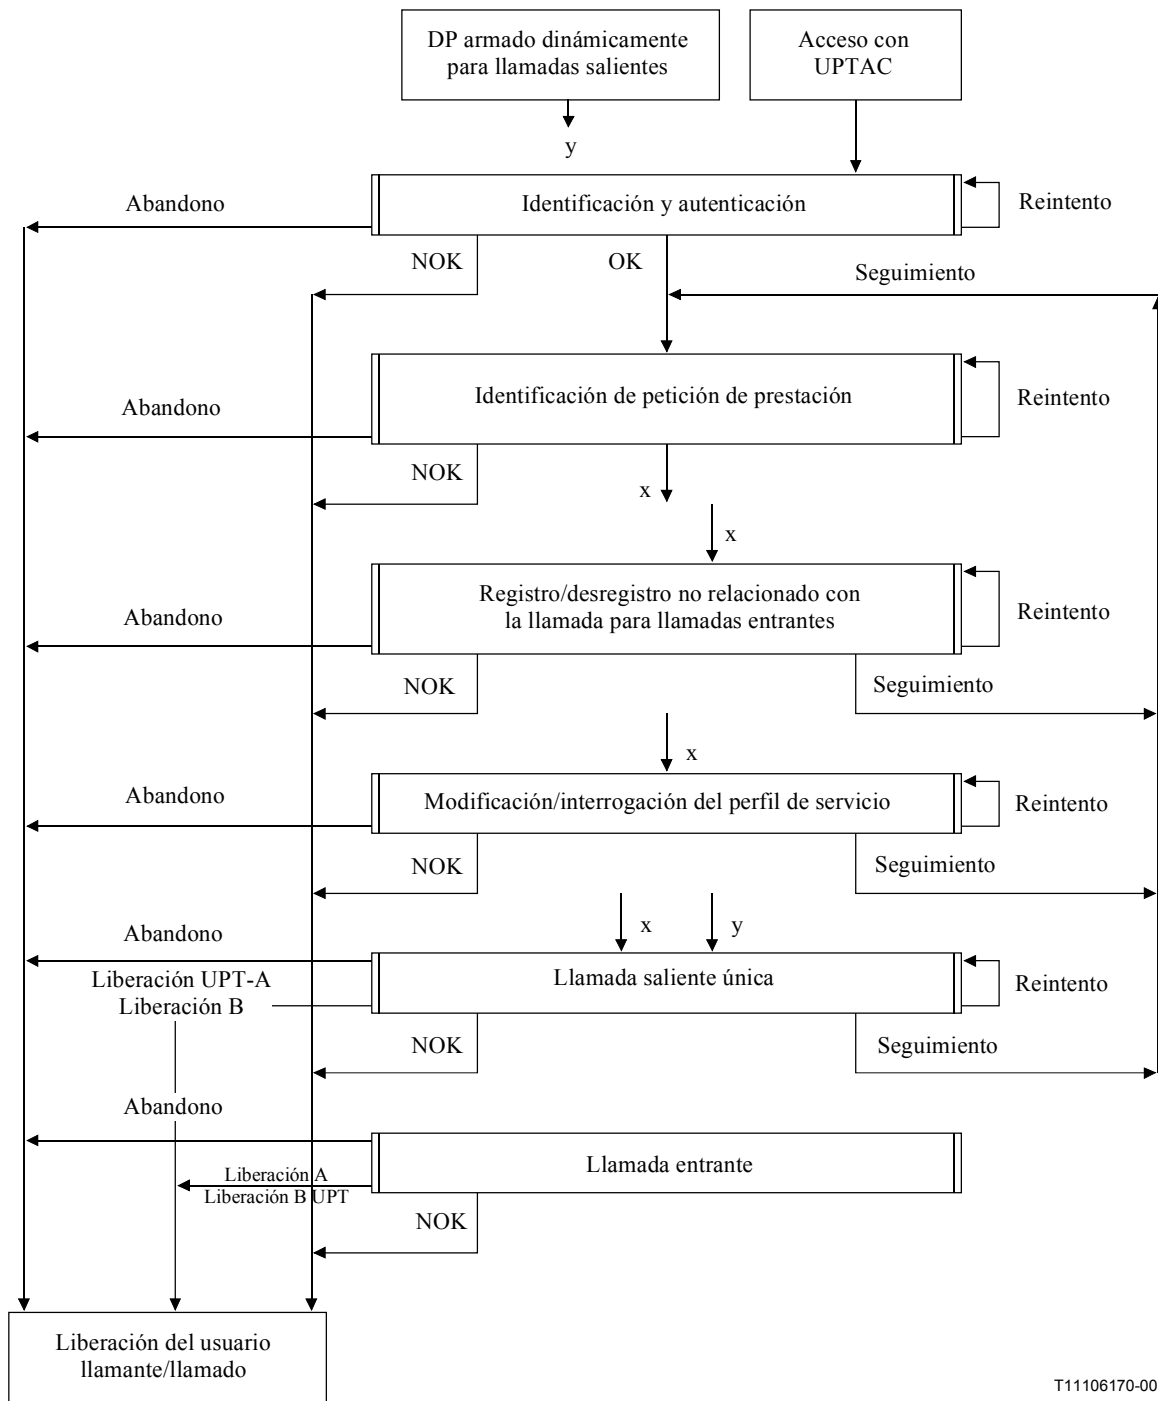 DP armado dinámicamente
para llamadas salientes
Acceso con
UPTAC
y
Abandono
Identificación y autenticación
Reintento
NOK
OK
Seguimiento
Abandono
Identificación de petición de prestación
Reintento
NOK
x
x
Abandono
Registro/desregistro no relacionado con
la llamada para llamadas entrantes
Reintento
NOK
Seguimiento
x
Abandono
Modificación/interrogación del perfil de servicio
Reintento
NOK
Seguimiento
x
y
Abandono
Liberación UPT-A
Liberación B
Llamada saliente única
Reintento
NOK
Seguimiento
Abandono
Llamada entrante
Liberación A
Liberación B UPT
NOK
Liberación del usuario
llamante/llamado
T11106170-00